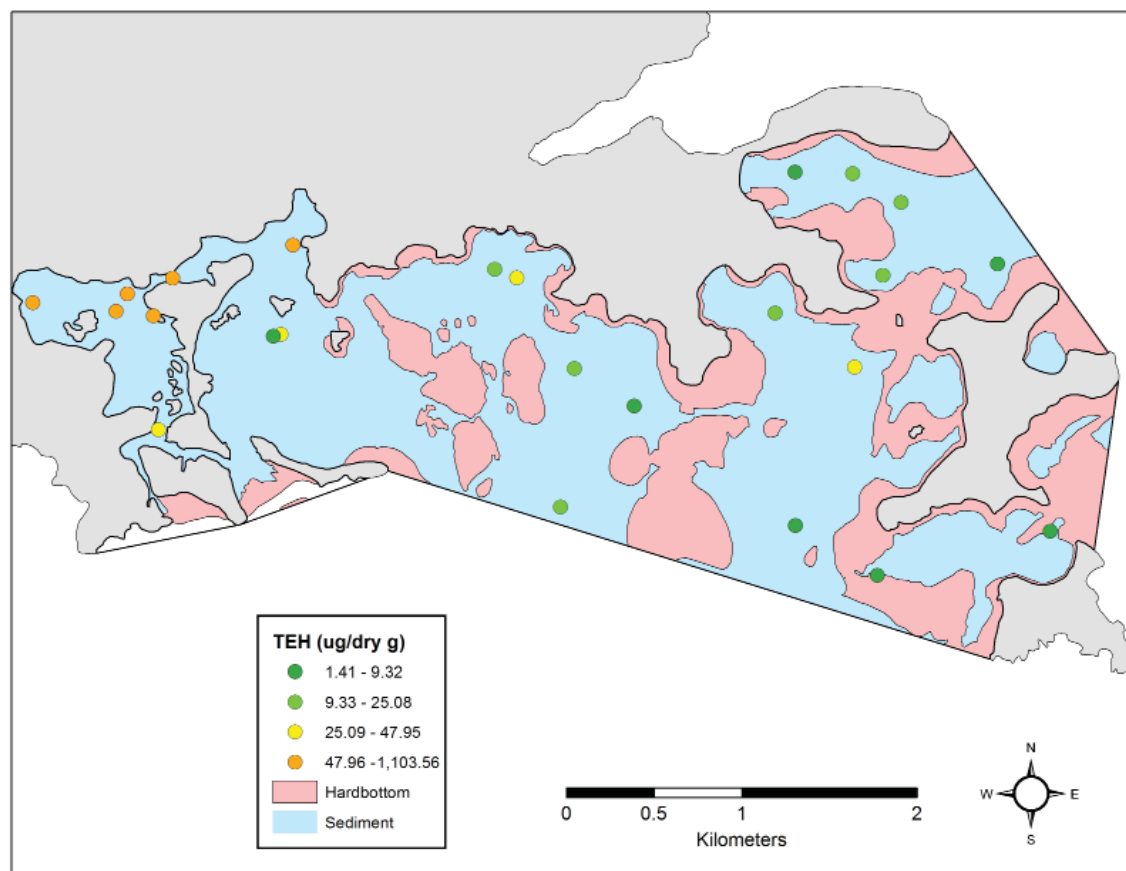 TEH (ug/dry g)
1.41 - 9.32
9.33 - 25.08
25.09 - 47.95
47.96 -1,103.56
Hardbottom
Sediment
0 0.5 1 2
Kilometers
N
W E
S